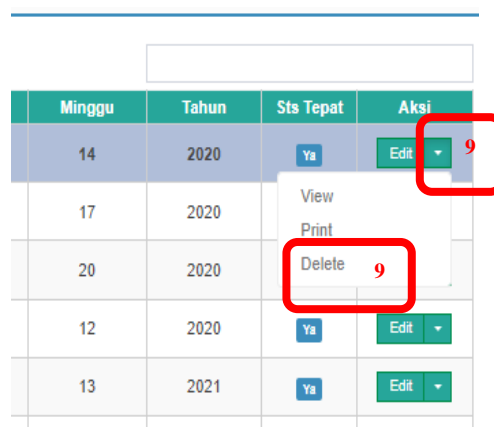 Minggu Tahun Sts Tepat Aksi
14 2020 Ya Edit 9
17 2020 View
Print
20 2020 Delete 9
12 2020 Ya Edit
13 2021 Ya Edit